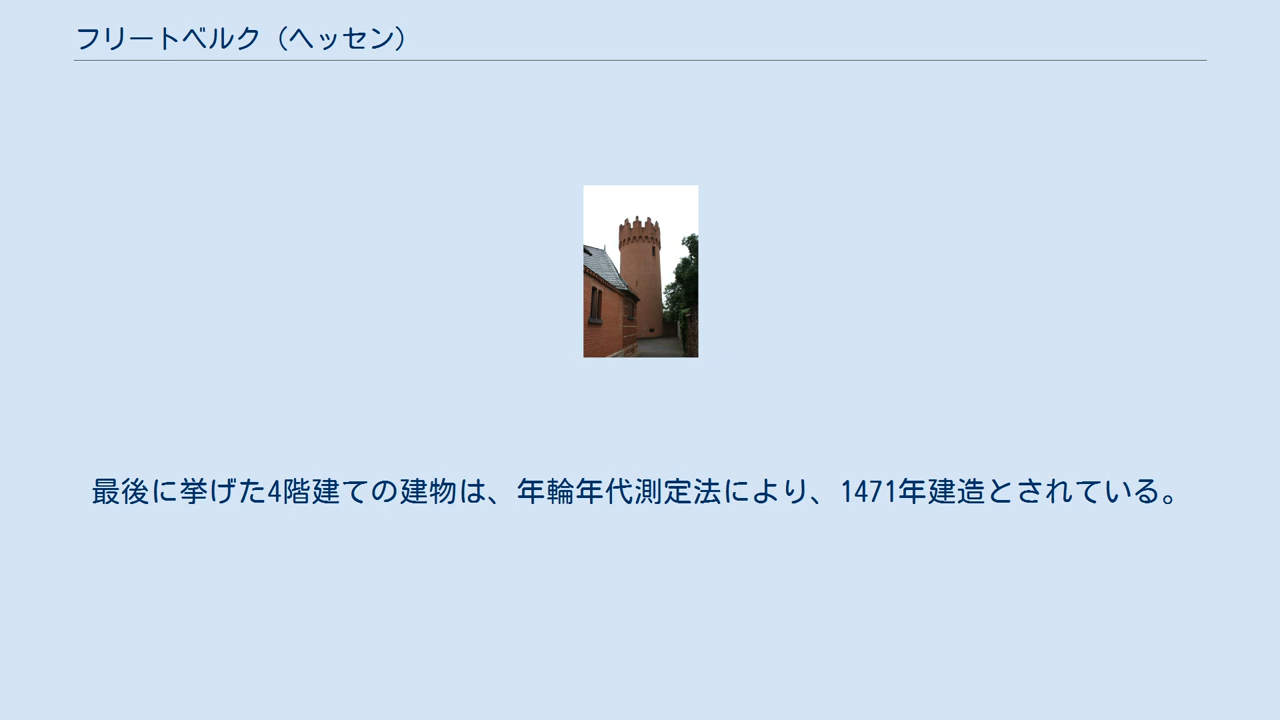 フリートベルク（ヘッセン）
最後に挙げた4階建ての建物は、年輪年代測定法により、1471年建造とされている。